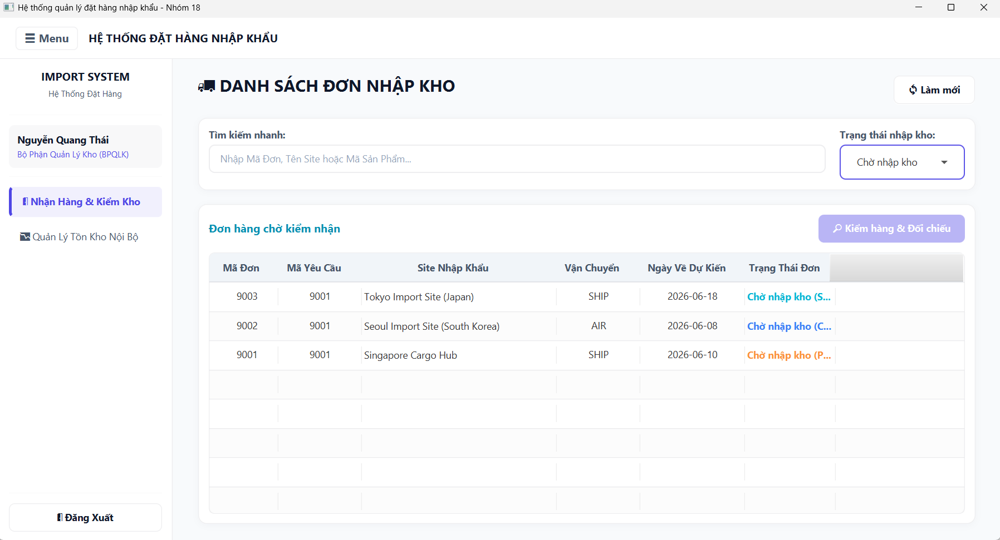 Hệ thống quản lý đặt hàng nhập khẩu - Nhóm 18
Menu
HỆ THỐNG ĐẶT HÀNG NHẬP KHẨU
IMPORT SYSTEM
Hệ Thống Đặt Hàng
Nguyễn Quang Thái
Bộ Phận Quản Lý Kho (BPQLK)
Nhận Hàng & Kiểm Kho
Quản Lý Tồn Kho Nội Bộ
Đăng Xuất
DANH SÁCH ĐƠN NHẬP KHO
Làm mới
Tìm kiếm nhanh:
Nhập Mã Đơn, Tên Site hoặc Mã Sản Phẩm...
Trạng thái nhập kho:
Chờ nhập kho
Đơn hàng chờ kiểm nhận
Kiểm hàng & Đối chiếu
Mã Đơn Mã Yêu Cầu Site Nhập Khẩu Vận Chuyển Ngày Về Dự Kiến Trạng Thái Đơn
9003 9001 Tokyo Import Site (Japan) SHIP 2026-06-18 Chờ nhập kho (S...
9002 9001 Seoul Import Site (South Korea) AIR 2026-06-08 Chờ nhập kho (C...
9001 9001 Singapore Cargo Hub SHIP 2026-06-10 Chờ nhập kho (P...